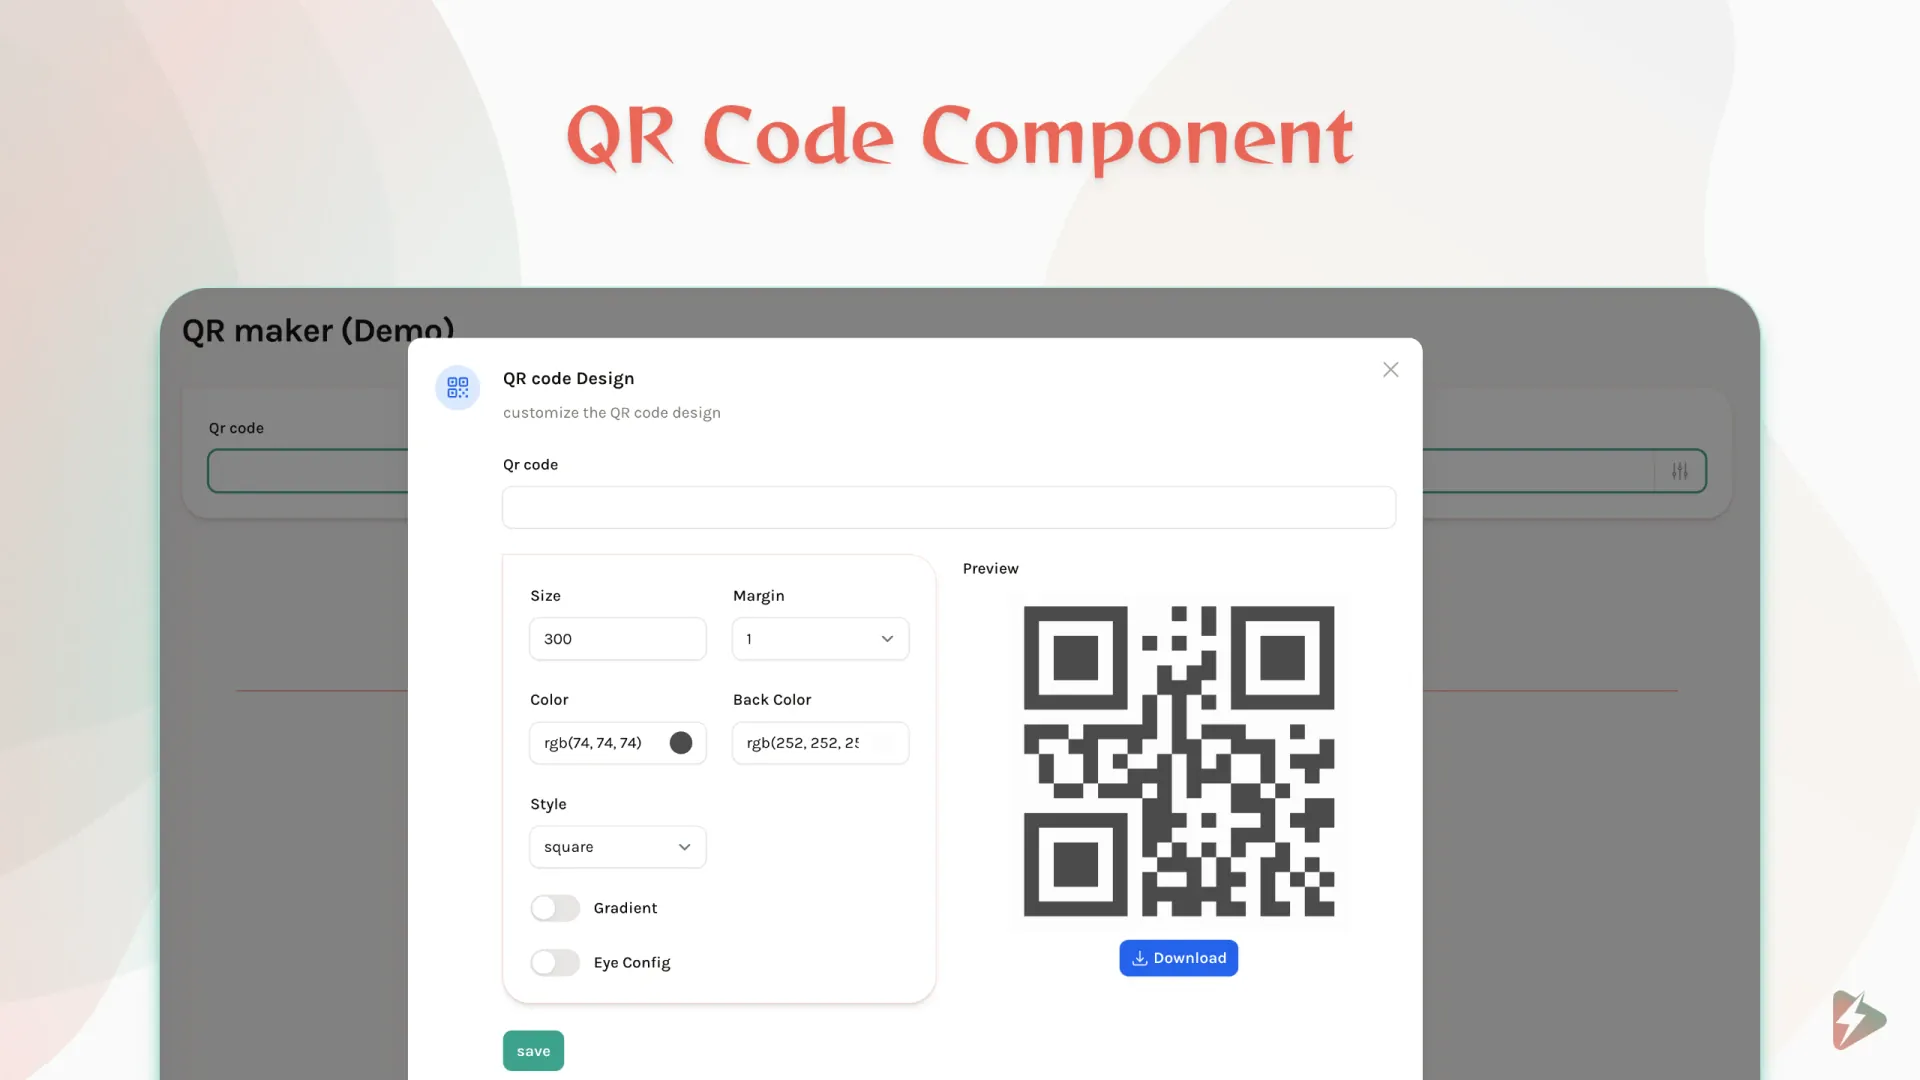 QR Code Component
QR maker (Demo)
Qr code
QR code Design
customize the QR code design
Qr code
Size
300
Margin
1
Color
rgb(74, 74, 74)
Back Color
rgb(252, 252, 25
Style
square
Gradient
Eye Config
save
Preview
Download